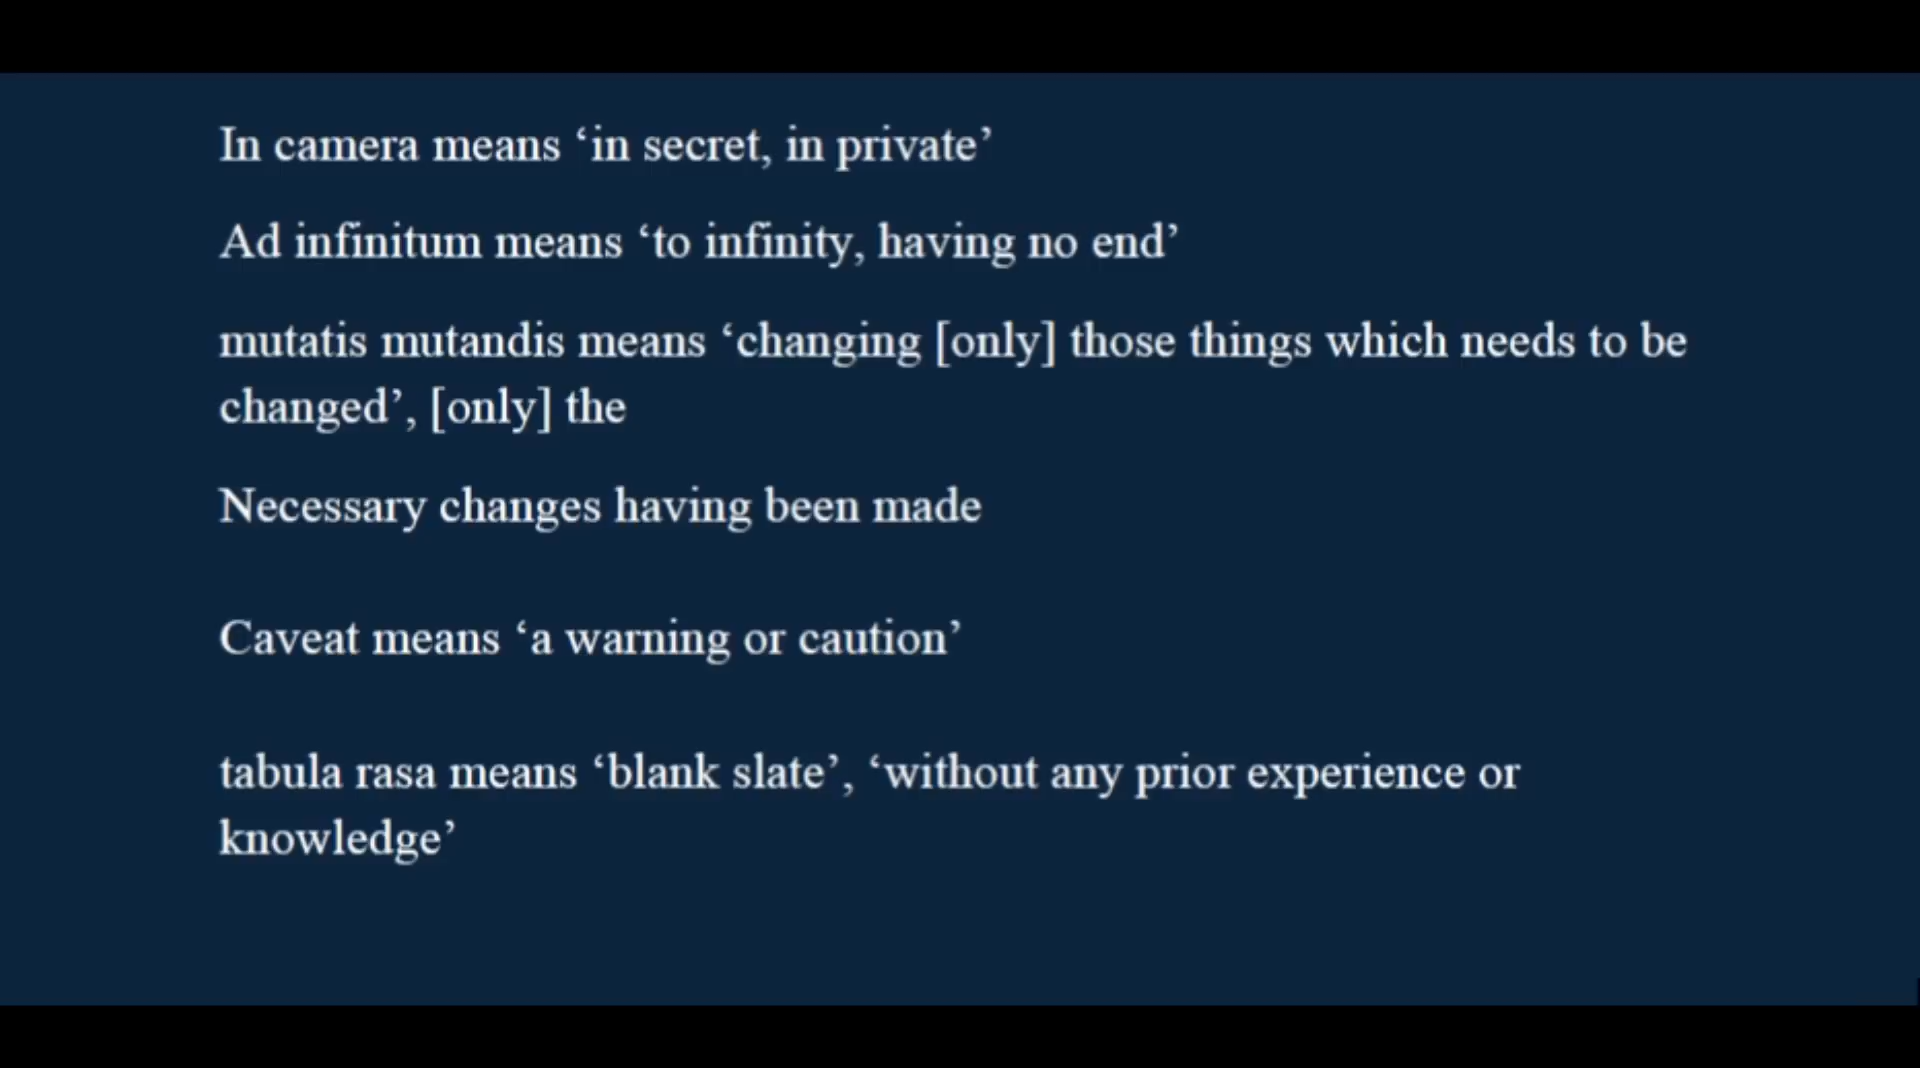 In camera means ‘in secret, in private’
Ad infinitum means ‘to infinity, having no end’
mutatis mutandis means ‘changing [only] those things which needs to be
changed’, [only] the
Necessary changes having been made
Caveat means ‘a warning or caution’
tabula rasa means ‘blank slate’, ‘without any prior experience or
knowledge’